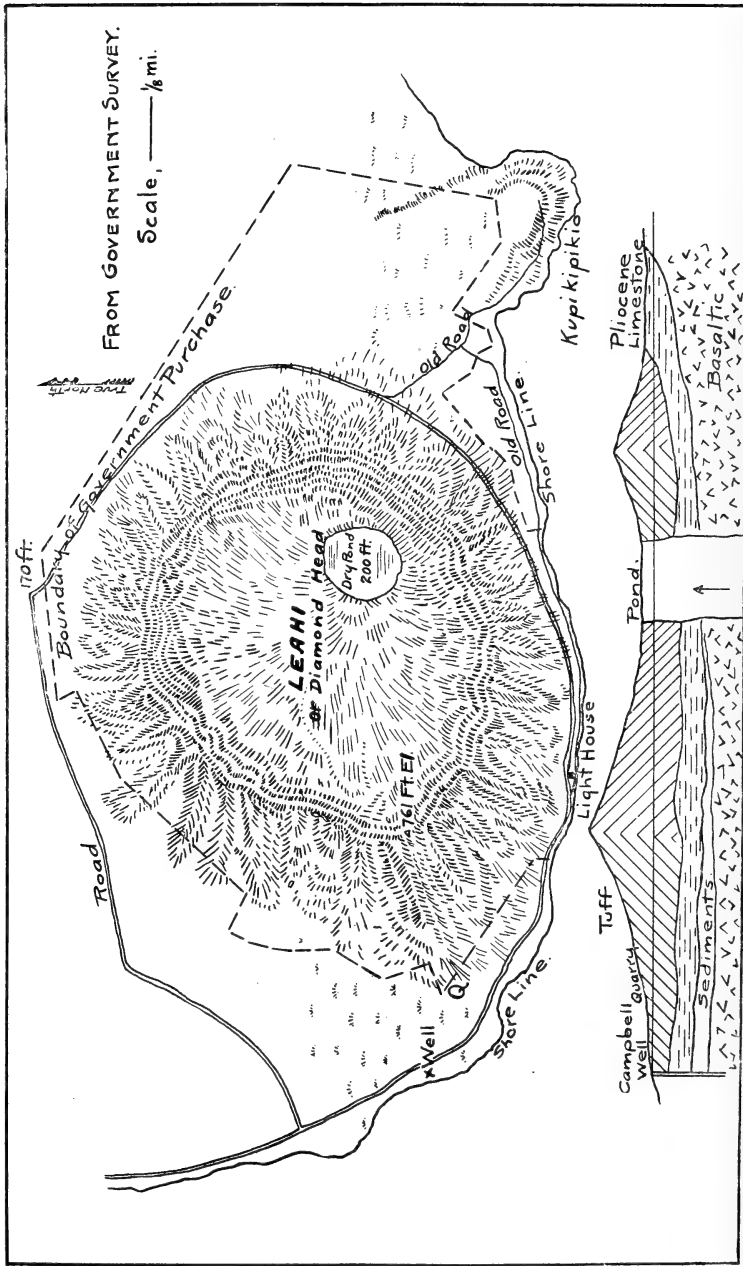 FROM GOVERNMENT SURVEY.
Scale, 1/8 mi.
True North
170 ft.
Boundary of Government Purchase.
Road
LEAHI
or Diamond Head
Dry Pond
200 ft.
761 Ft. El
Old Road
Old Road
Shore Line
Kupikipikio
Light House
Q
x Well
Shore Line.
Campbell
Well
Quarry
Tuff
Pond.
Pliocene
Limestone
Sediments
Basaltic